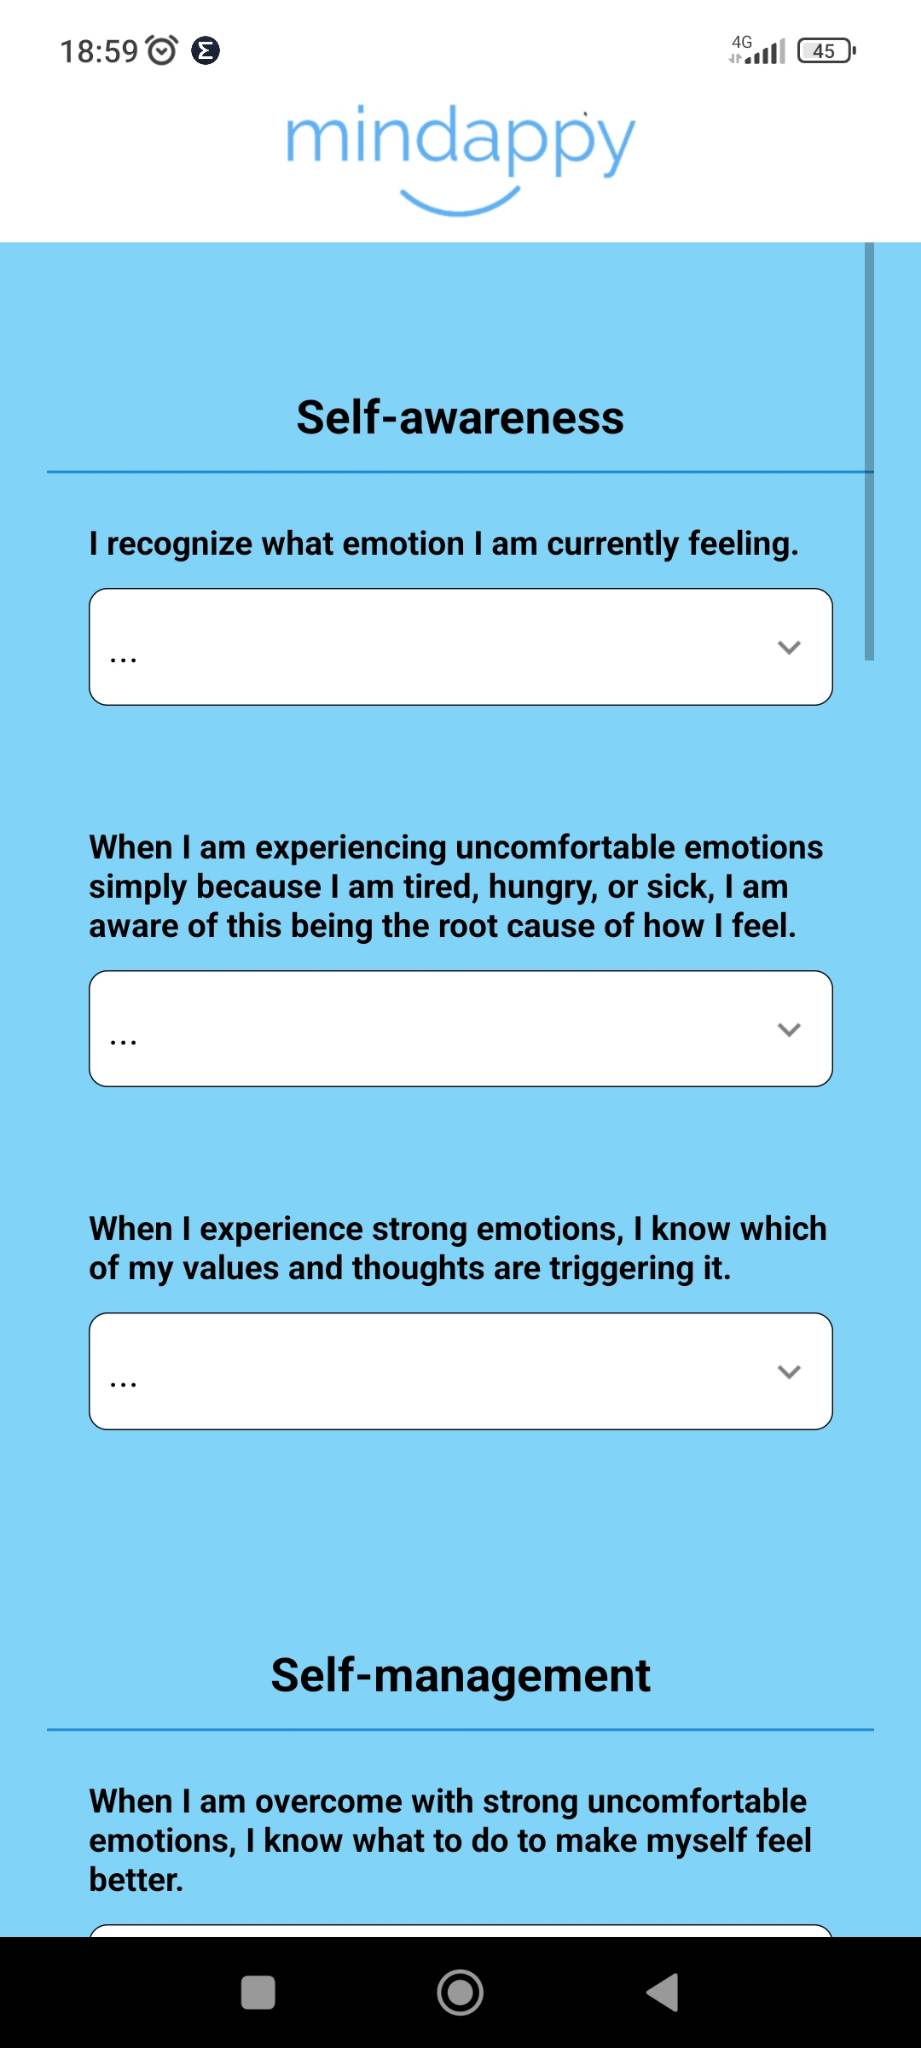 18:59
4G
45
mindappy
Self-awareness
I recognize what emotion I am currently feeling.
...
When I am experiencing uncomfortable emotions
simply because I am tired, hungry, or sick, I am
aware of this being the root cause of how I feel.
...
When I experience strong emotions, I know which
of my values and thoughts are triggering it.
...
Self-management
When I am overcome with strong uncomfortable
emotions, I know what to do to make myself feel
better.